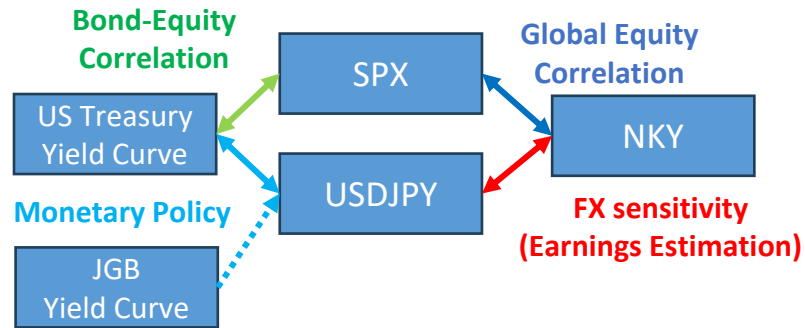 Bond-Equity
Correlation
SPX
Global Equity
Correlation
US Treasury
Yield Curve
NKY
USDJPY
Monetary Policy
FX sensitivity
(Earnings Estimation)
JGB
Yield Curve